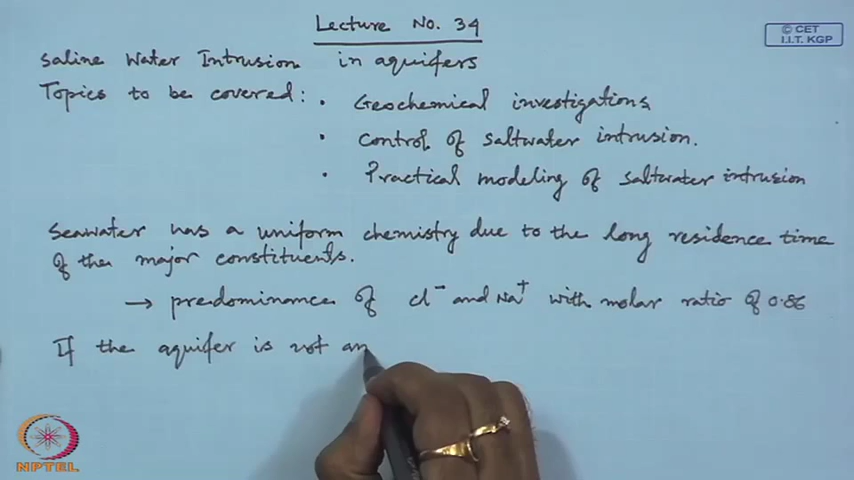 Lecture No. 34
© CET
I.I.T. KGP
Saline Water Intrusion in aquifers
Topics to be covered: • Geochemical investigations
• Control of saltwater intrusion.
• Practical modeling of saltwater intrusion
Seawater has a uniform chemistry due to the long residence time
of the major constituents.
→ predominance of Cl⁻ and Na⁺ with molar ratio of 0.86
If the aquifer is not an
NPTEL